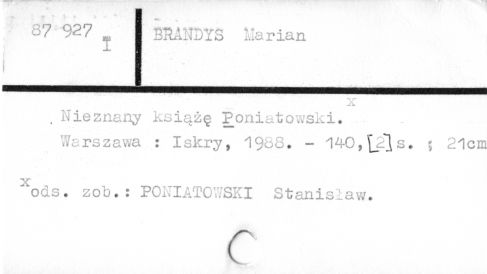 87 927 I BRANDYS Marian
Nieznany książę Poniatowski.x
Warszawa : Iskry, 1988. - 140,[2]s. ; 21cm
xods. zob.: PONIATOWSKI Stanisław.